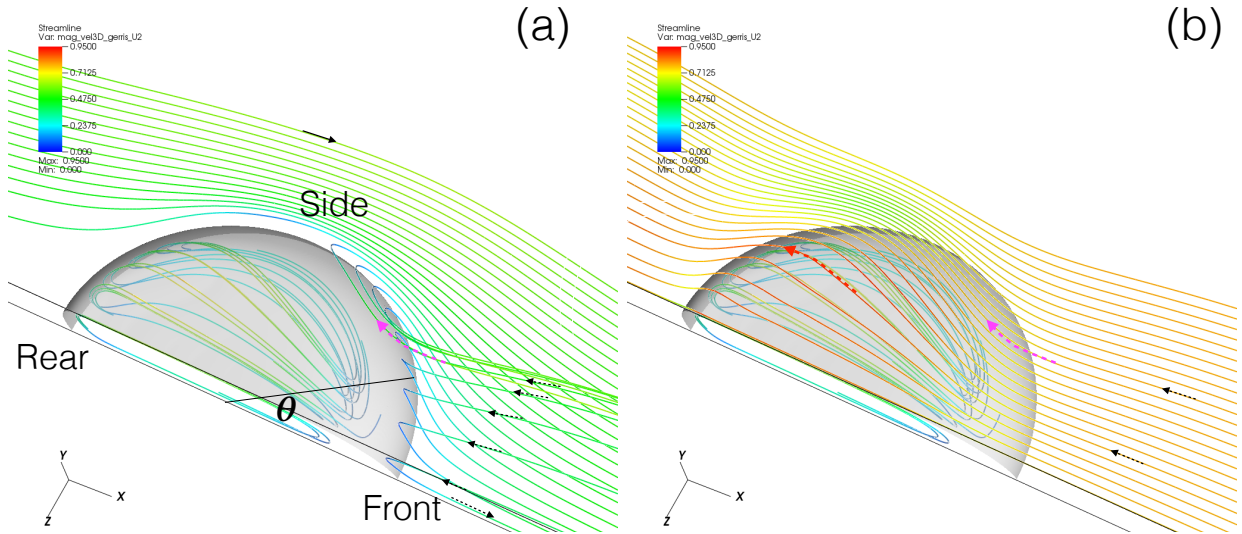 (a)
Streamline
Var: mag_vel3D_gerris_U2
0.9500
0.7125
0.4750
0.2375
0.000
Max: 0.9500
Min: 0.000
Side
Rear
θ
Front
Y
X
Z
(b)
Streamline
Var: mag_vel3D_gerris_U2
0.9500
0.7125
0.4750
0.2375
0.000
Max: 0.9500
Min: 0.000
Y
X
Z